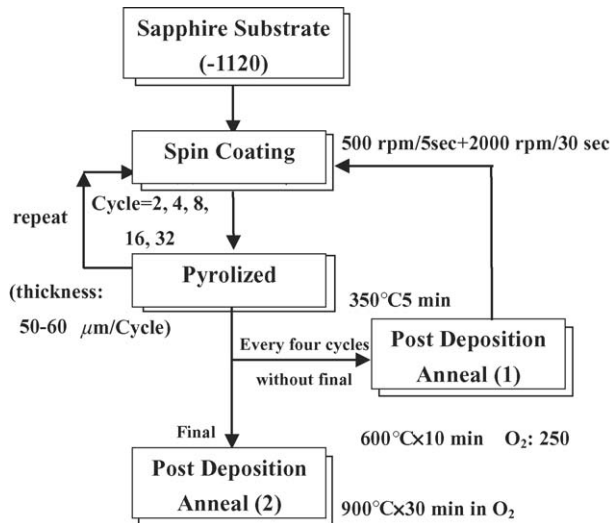 Sapphire Substrate
(-1120)
500 rpm/5sec+2000 rpm/30 sec
Spin Coating
repeat
Cycle=2, 4, 8,
16, 32
Pyrolized
(thickness:
50-60 μm/Cycle)
350°C5 min
Every four cycles
without final
Post Deposition
Anneal (1)
600°C×10 min O₂: 250
Final
Post Deposition
Anneal (2)
900°C×30 min in O₂